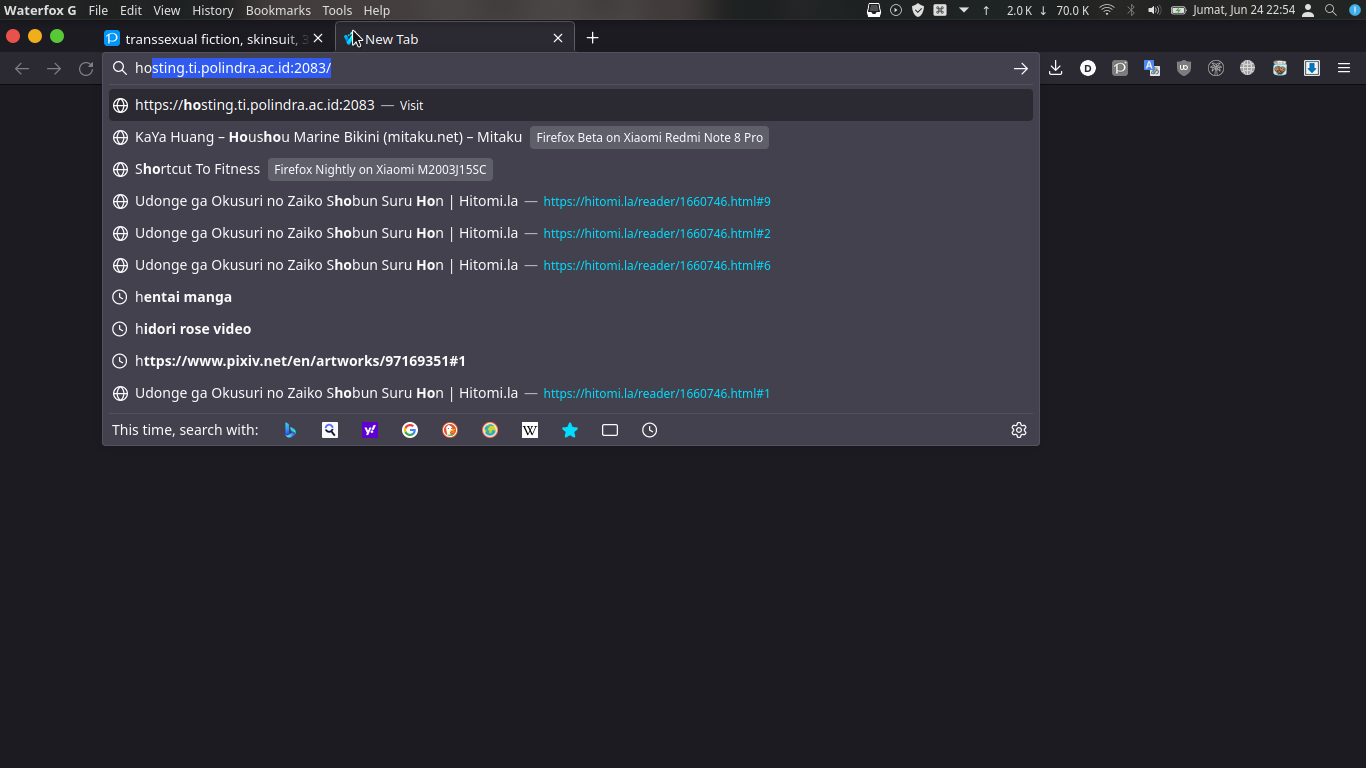 Waterfox G File Edit View History Bookmarks Tools Help 2.0 K ↓ 70.0 K Jumat, Jun 24 22:54
transsexual fiction, skinsuit, New Tab
hosting.ti.polindra.ac.id:2083/
https://hosting.ti.polindra.ac.id:2083 — Visit
KaYa Huang – Houshou Marine Bikini (mitaku.net) – Mitaku Firefox Beta on Xiaomi Redmi Note 8 Pro
Shortcut To Fitness Firefox Nightly on Xiaomi M2003J15SC
Udonge ga Okusuri no Zaiko Shobun Suru Hon | Hitomi.la — https://hitomi.la/reader/1660746.html#9
Udonge ga Okusuri no Zaiko Shobun Suru Hon | Hitomi.la — https://hitomi.la/reader/1660746.html#2
Udonge ga Okusuri no Zaiko Shobun Suru Hon | Hitomi.la — https://hitomi.la/reader/1660746.html#6
hentai manga
hidori rose video
https://www.pixiv.net/en/artworks/97169351#1
Udonge ga Okusuri no Zaiko Shobun Suru Hon | Hitomi.la — https://hitomi.la/reader/1660746.html#1
This time, search with: